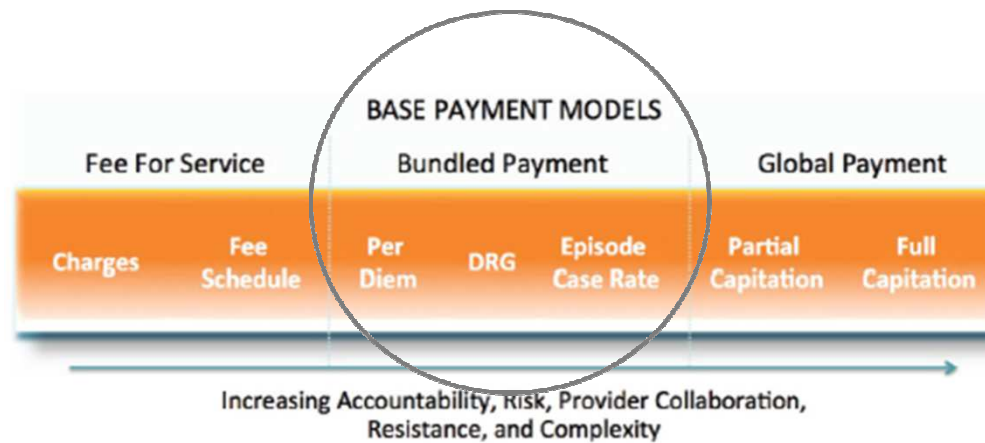 BASE PAYMENT MODELS
Fee For Service
Bundled Payment
Global Payment
Charges
Fee
Schedule
Per
Diem
DRG
Episode
Case Rate
Partial
Capitation
Full
Capitation
Increasing Accountability, Risk, Provider Collaboration,
Resistance, and Complexity